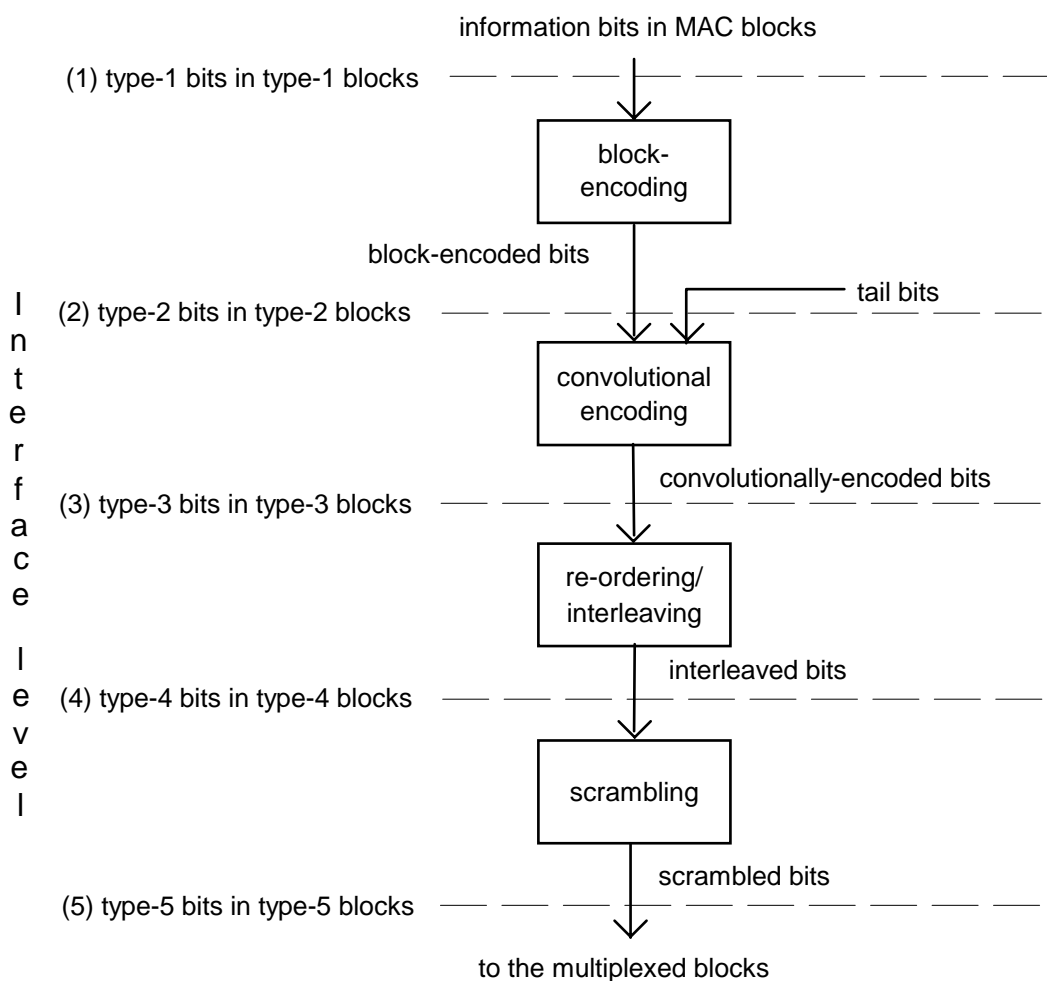 information bits in MAC blocks
(1) type-1 bits in type-1 blocks
block-
encoding
block-encoded bits
tail bits
(2) type-2 bits in type-2 blocks
convolutional
encoding
convolutionally-encoded bits
(3) type-3 bits in type-3 blocks
re-ordering/
interleaving
interleaved bits
(4) type-4 bits in type-4 blocks
scrambling
scrambled bits
(5) type-5 bits in type-5 blocks
to the multiplexed blocks
Interface level